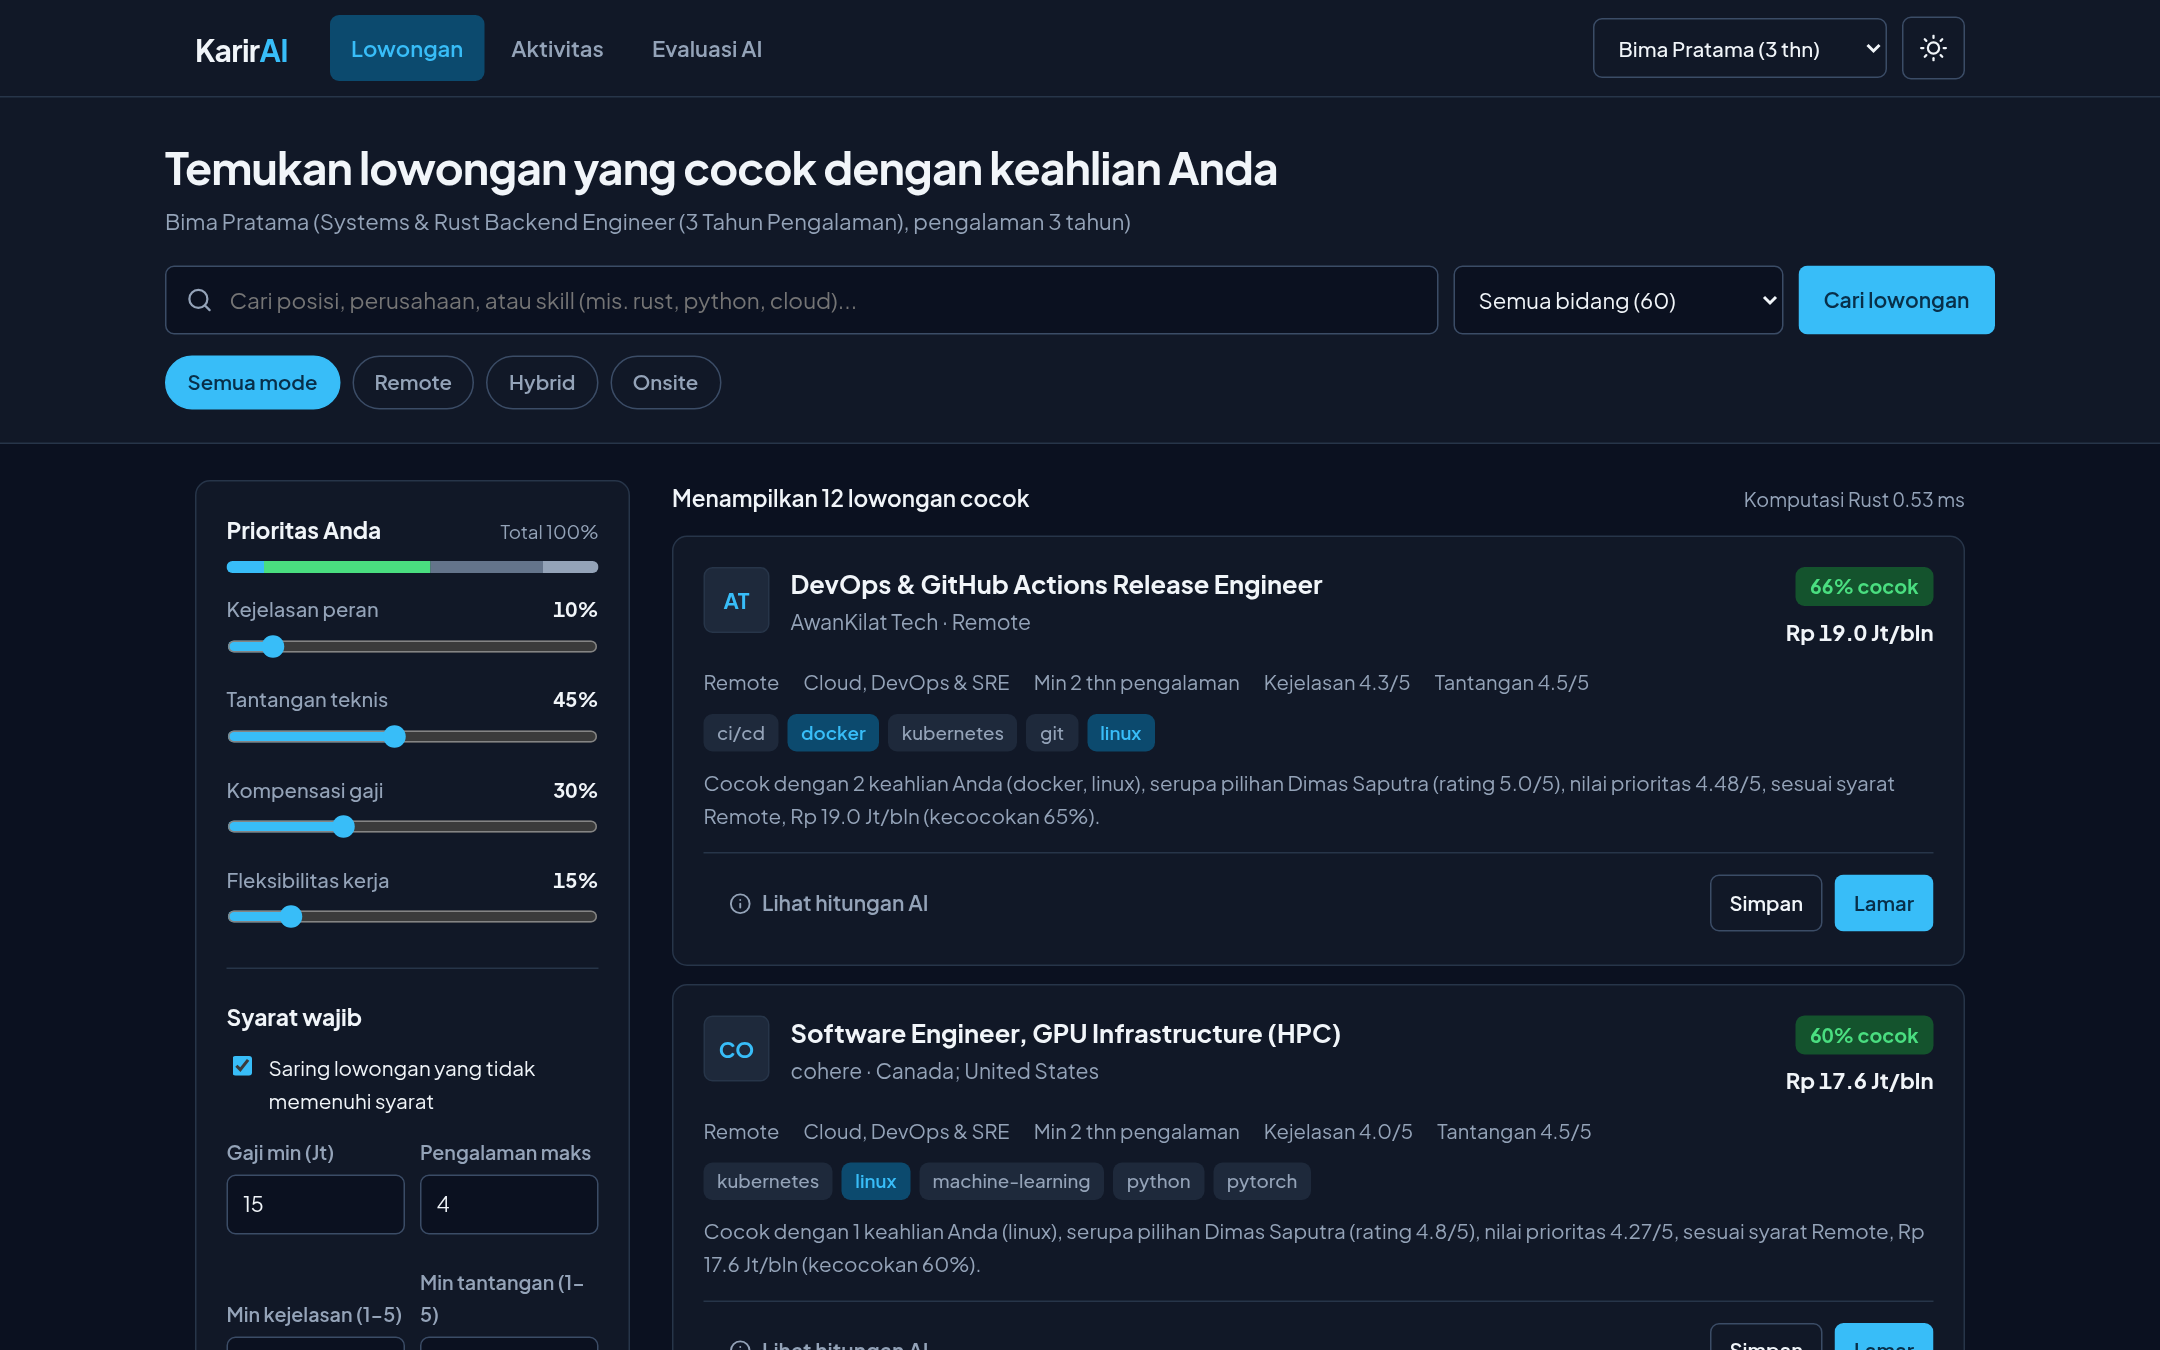 KarirAI
Lowongan
Aktivitas
Evaluasi AI
Bima Pratama (3 thn)
Temukan lowongan yang cocok dengan keahlian Anda
Bima Pratama (Systems & Rust Backend Engineer (3 Tahun Pengalaman), pengalaman 3 tahun)
Cari posisi, perusahaan, atau skill (mis. rust, python, cloud)...
Semua bidang (60)
Cari lowongan
Semua mode
Remote
Hybrid
Onsite
Prioritas Anda
Total 100%
Kejelasan peran
10%
Tantangan teknis
45%
Kompensasi gaji
30%
Fleksibilitas kerja
15%
Syarat wajib
Saring lowongan yang tidak
memenuhi syarat
Gaji min (Jt)
Pengalaman maks
15
4
Min kejelasan (1–5)
Min tantangan (1–
5)
Menampilkan 12 lowongan cocok
Komputasi Rust 0.53 ms
AT
DevOps & GitHub Actions Release Engineer
AwanKilat Tech · Remote
66% cocok
Rp 19.0 Jt/bln
Remote
Cloud, DevOps & SRE
Min 2 thn pengalaman
Kejelasan 4.3/5
Tantangan 4.5/5
ci/cd
docker
kubernetes
git
linux
Cocok dengan 2 keahlian Anda (docker, linux), serupa pilihan Dimas Saputra (rating 5.0/5), nilai prioritas 4.48/5, sesuai syarat
Remote, Rp 19.0 Jt/bln (kecocokan 65%).
Lihat hitungan AI
Simpan
Lamar
CO
Software Engineer, GPU Infrastructure (HPC)
cohere · Canada; United States
60% cocok
Rp 17.6 Jt/bln
Remote
Cloud, DevOps & SRE
Min 2 thn pengalaman
Kejelasan 4.0/5
Tantangan 4.5/5
kubernetes
linux
machine-learning
python
pytorch
Cocok dengan 1 keahlian Anda (linux), serupa pilihan Dimas Saputra (rating 4.8/5), nilai prioritas 4.27/5, sesuai syarat Remote, Rp
17.6 Jt/bln (kecocokan 60%).
Lihat hitungan AI
Simpan
Lamar